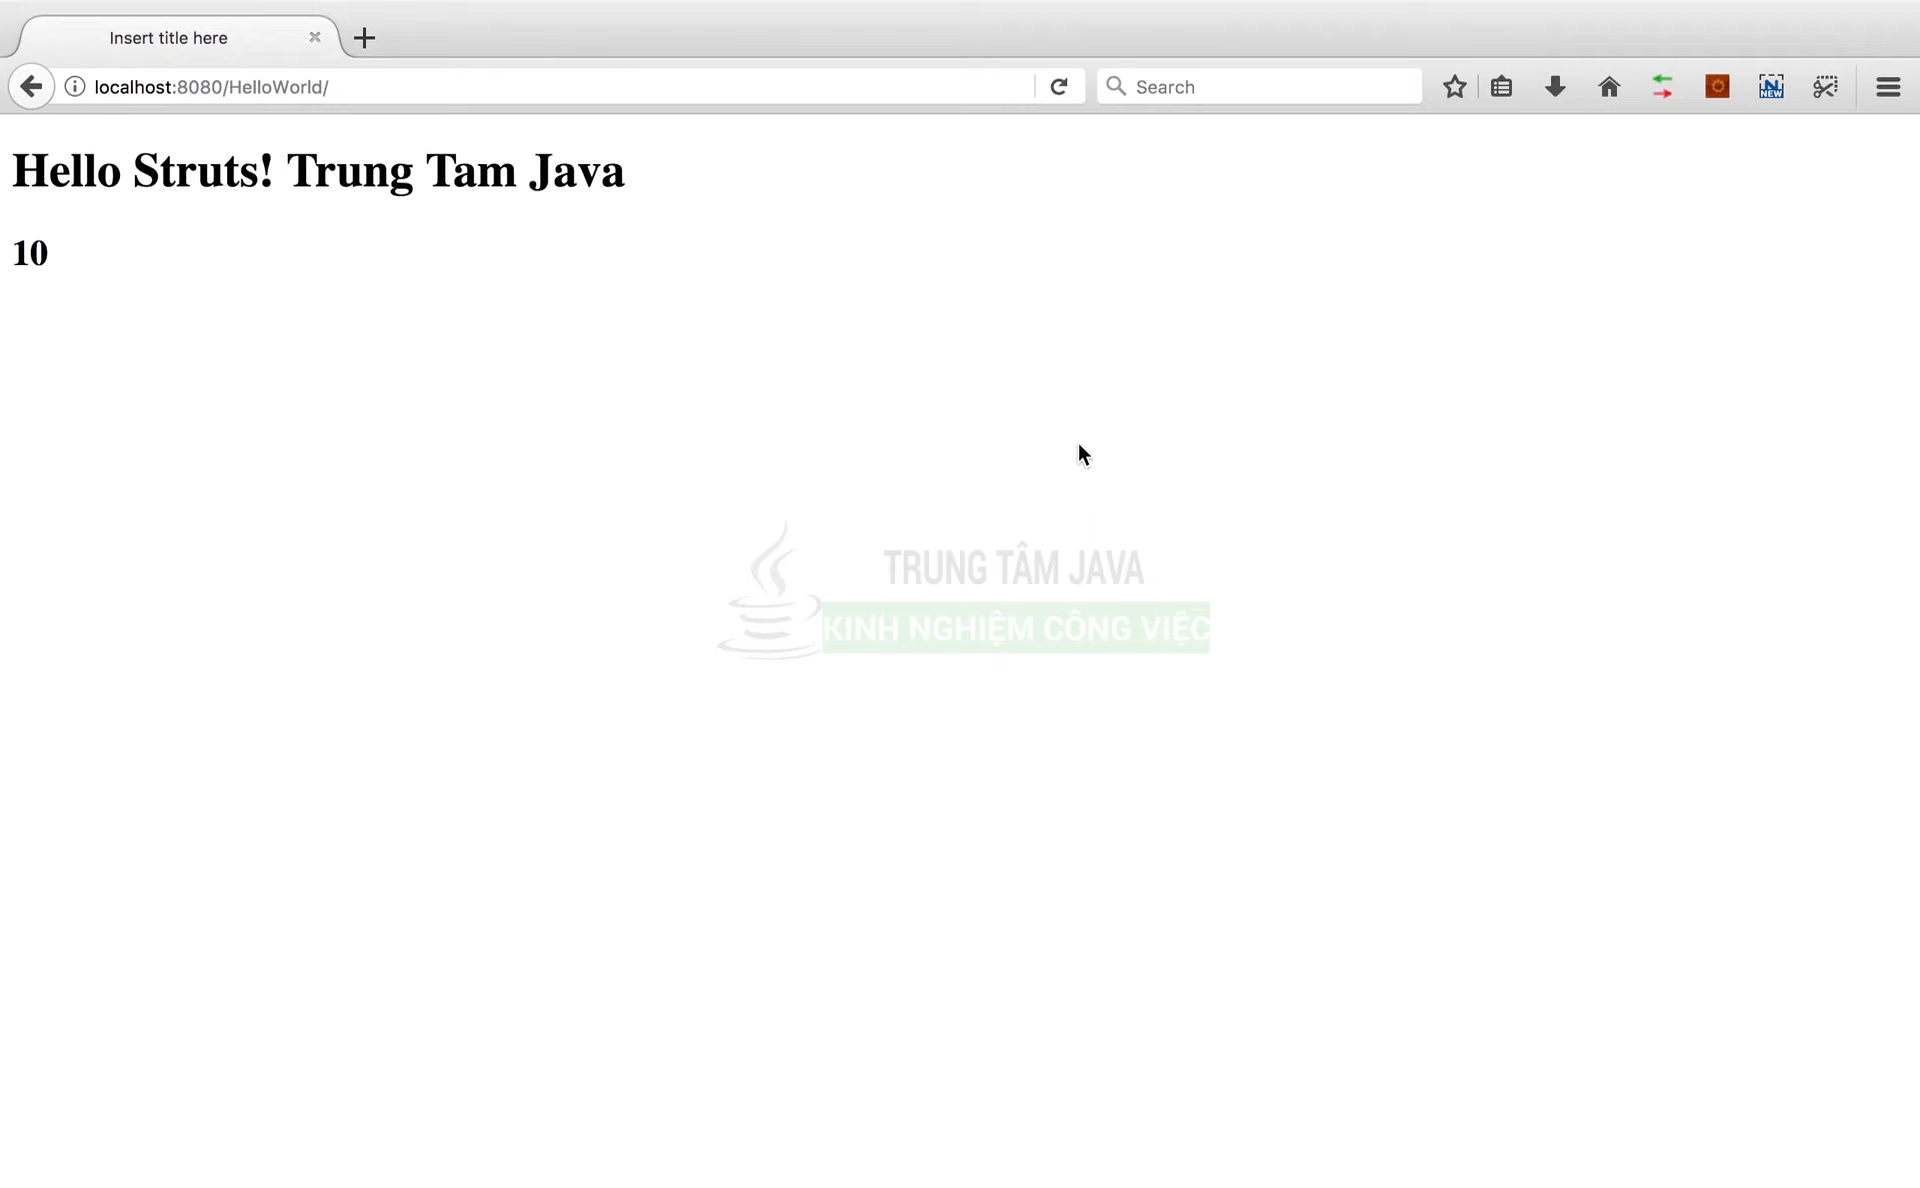 Insert title here
localhost:8080/HelloWorld/
Search
NEW
Hello Struts! Trung Tam Java
10
TRUNG TÂM JAVA
KINH NGHIỆM CÔNG VIỆC